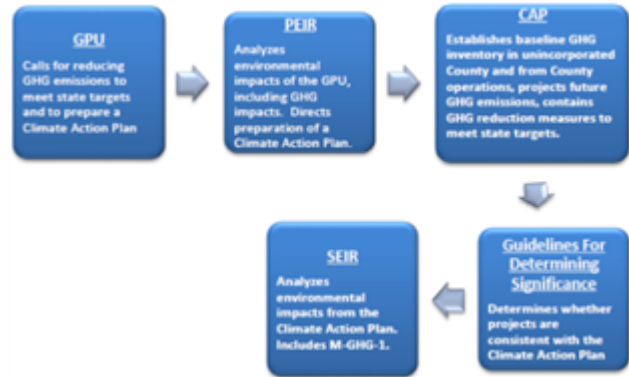 GPU
Calls for reducing
GHG emissions to
meet state targets
and to prepare a
Climate Action Plan
PEIR
Analyzes
environmental
impacts of the GPU,
including GHG
impacts. Directs
preparation of a
Climate Action Plan.
CAP
Establishes baseline GHG
inventory in unincorporated
County and from County
operations, projects future
GHG emissions, contains
GHG reduction measures to
meet state targets.
Guidelines For
Determining
Significance
Determines whether
projects are
consistent with the
Climate Action Plan
SEIR
Analyzes
environmental
impacts from the
Climate Action Plan.
Includes M-GHG-1.